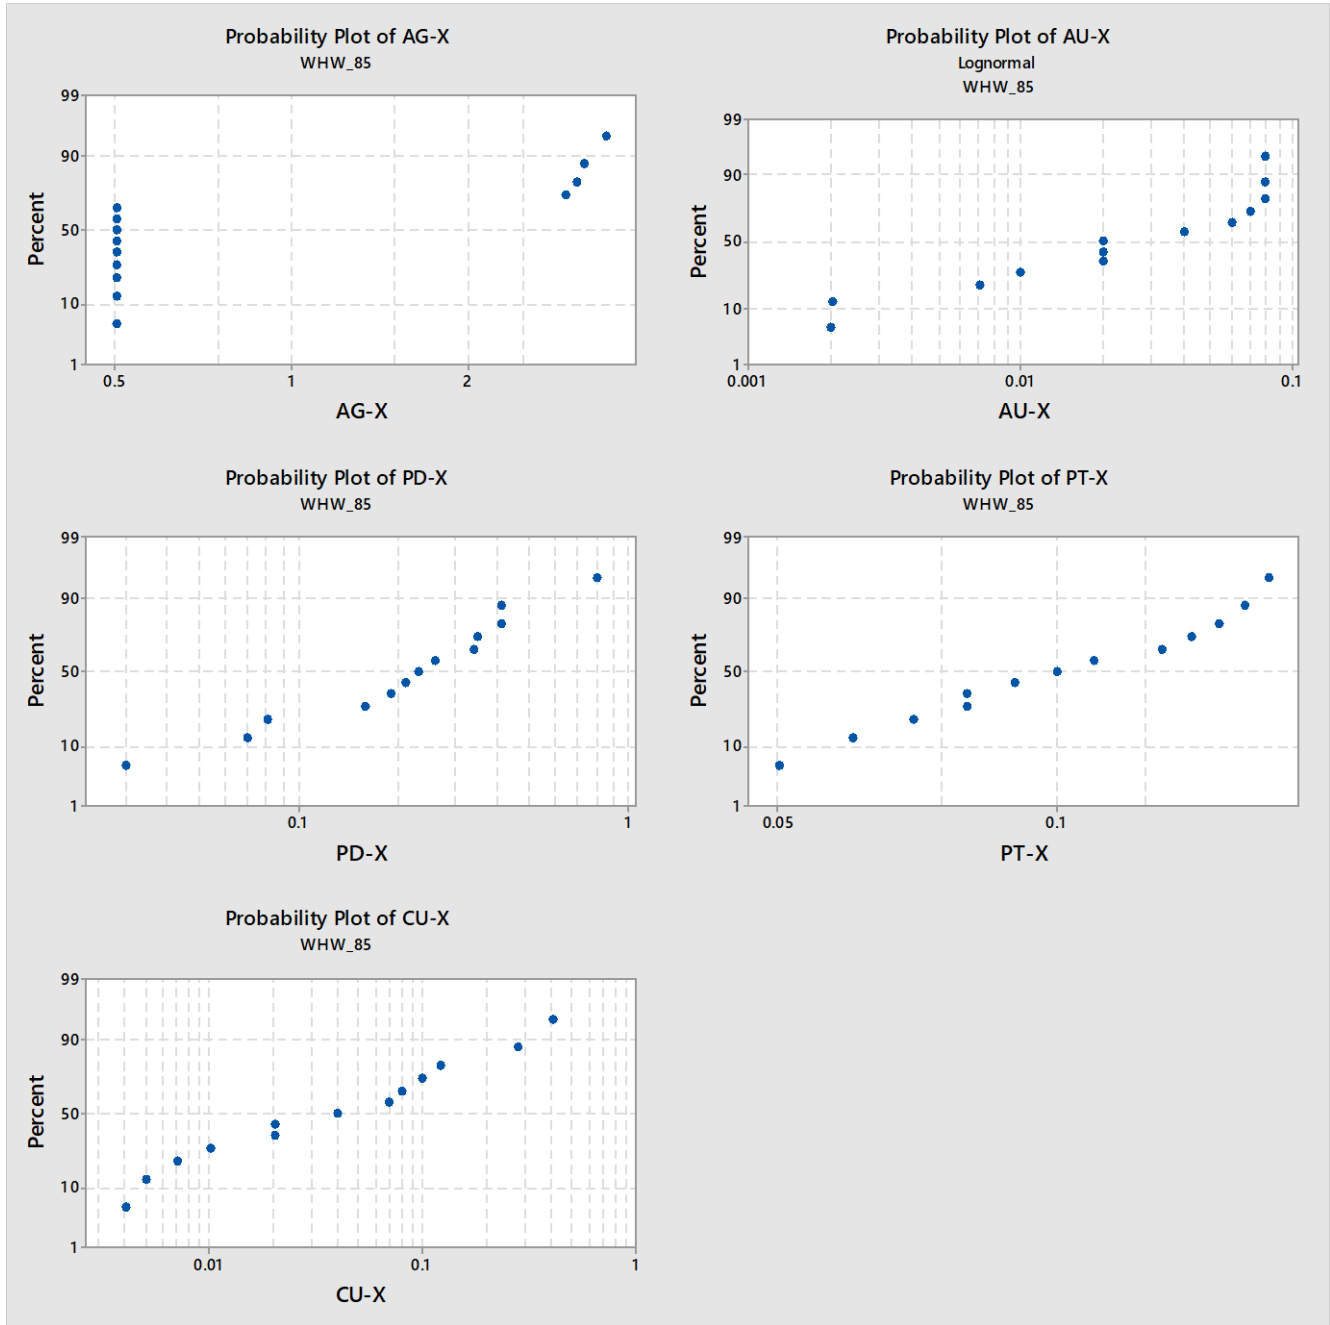 Probability Plot of AG-X
WHW_85
99
90
50
10
1
Percent
0.5 1 2
AG-X
Probability Plot of AU-X
Lognormal
WHW_85
99
90
50
10
1
Percent
0.001 0.01 0.1
AU-X
Probability Plot of PD-X
WHW_85
99
90
50
10
1
Percent
0.1 1
PD-X
Probability Plot of PT-X
WHW_85
99
90
50
10
1
Percent
0.05 0.1
PT-X
Probability Plot of CU-X
WHW_85
99
90
50
10
1
Percent
0.01 0.1 1
CU-X